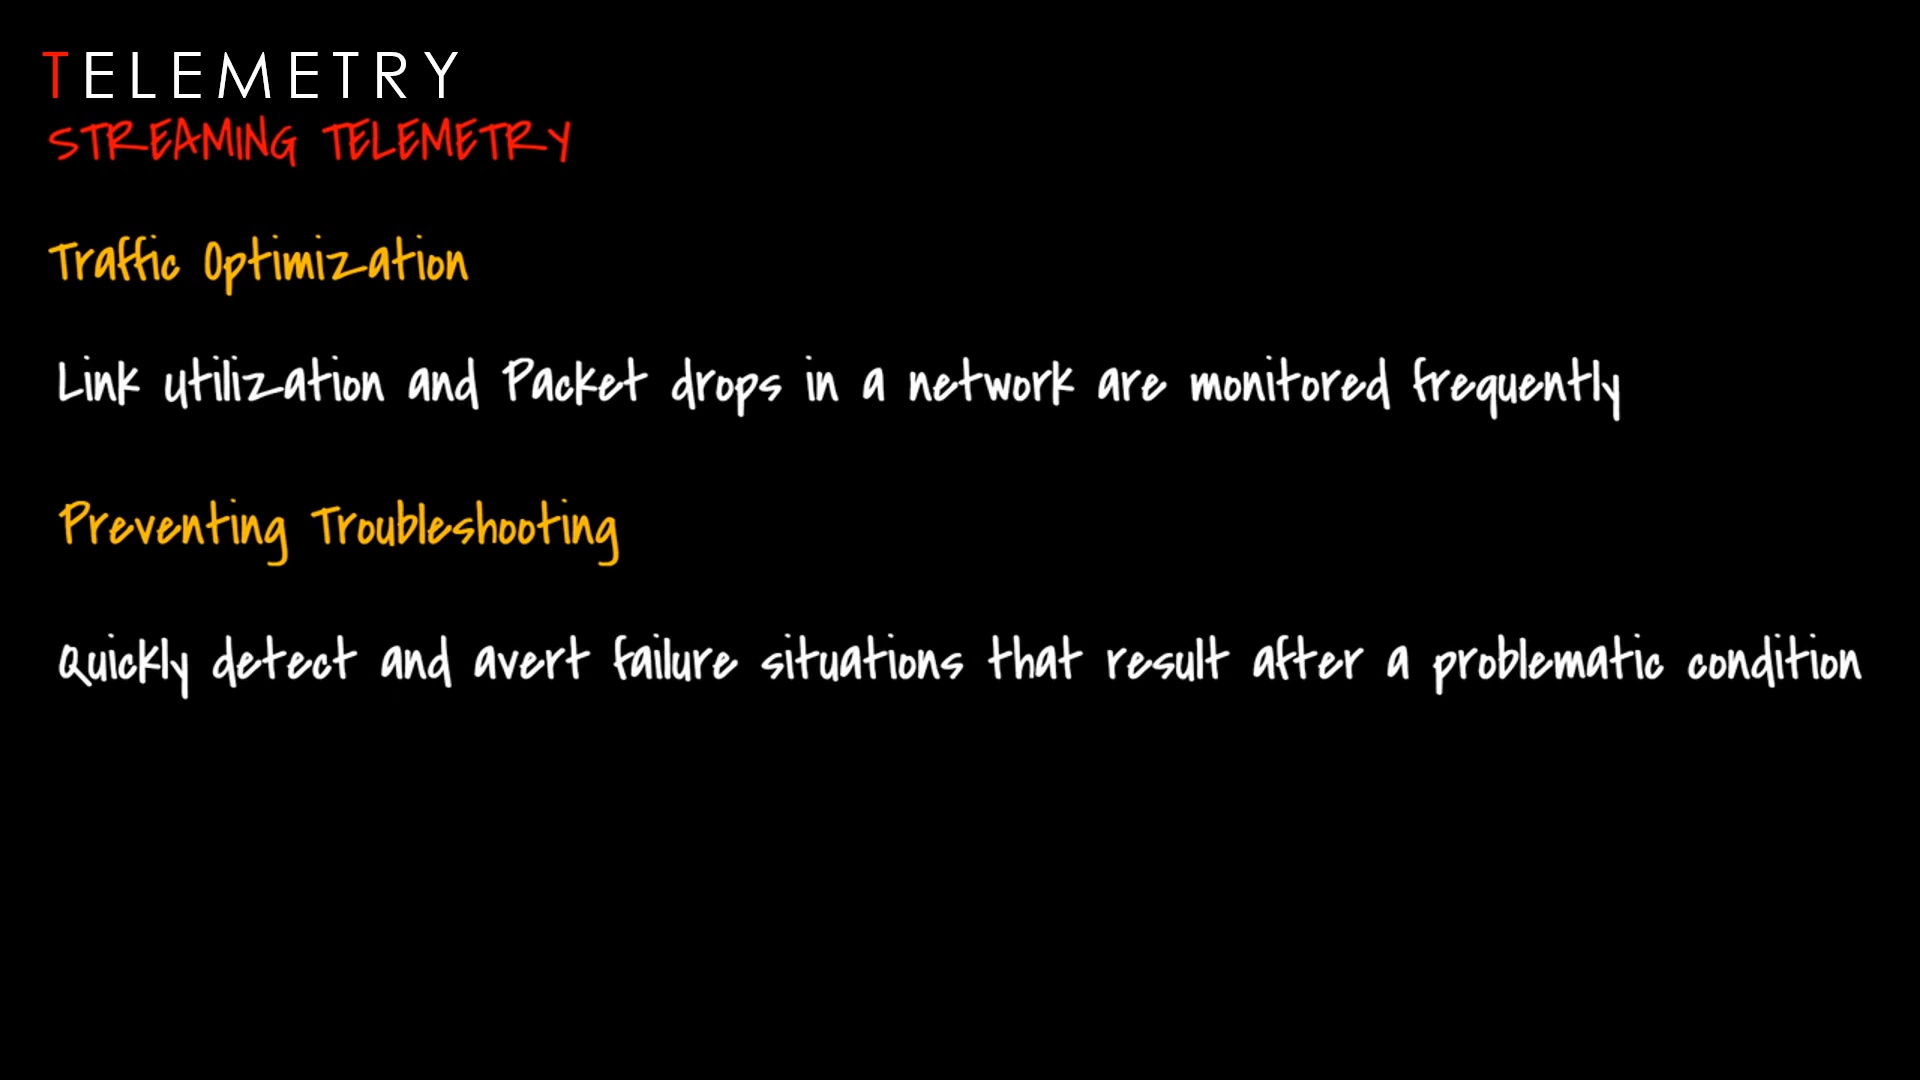 TELEMETRY
STREAMING TELEMETRY
Traffic Optimization
Link utilization and Packet drops in a network are monitored frequently
Preventing Troubleshooting
Quickly detect and avert failure situations that result after a problematic condition